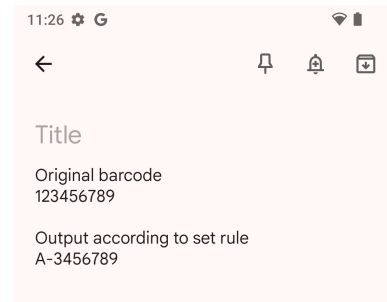 11:26 G
Title
Original barcode
123456789
Output according to set rule
A-3456789